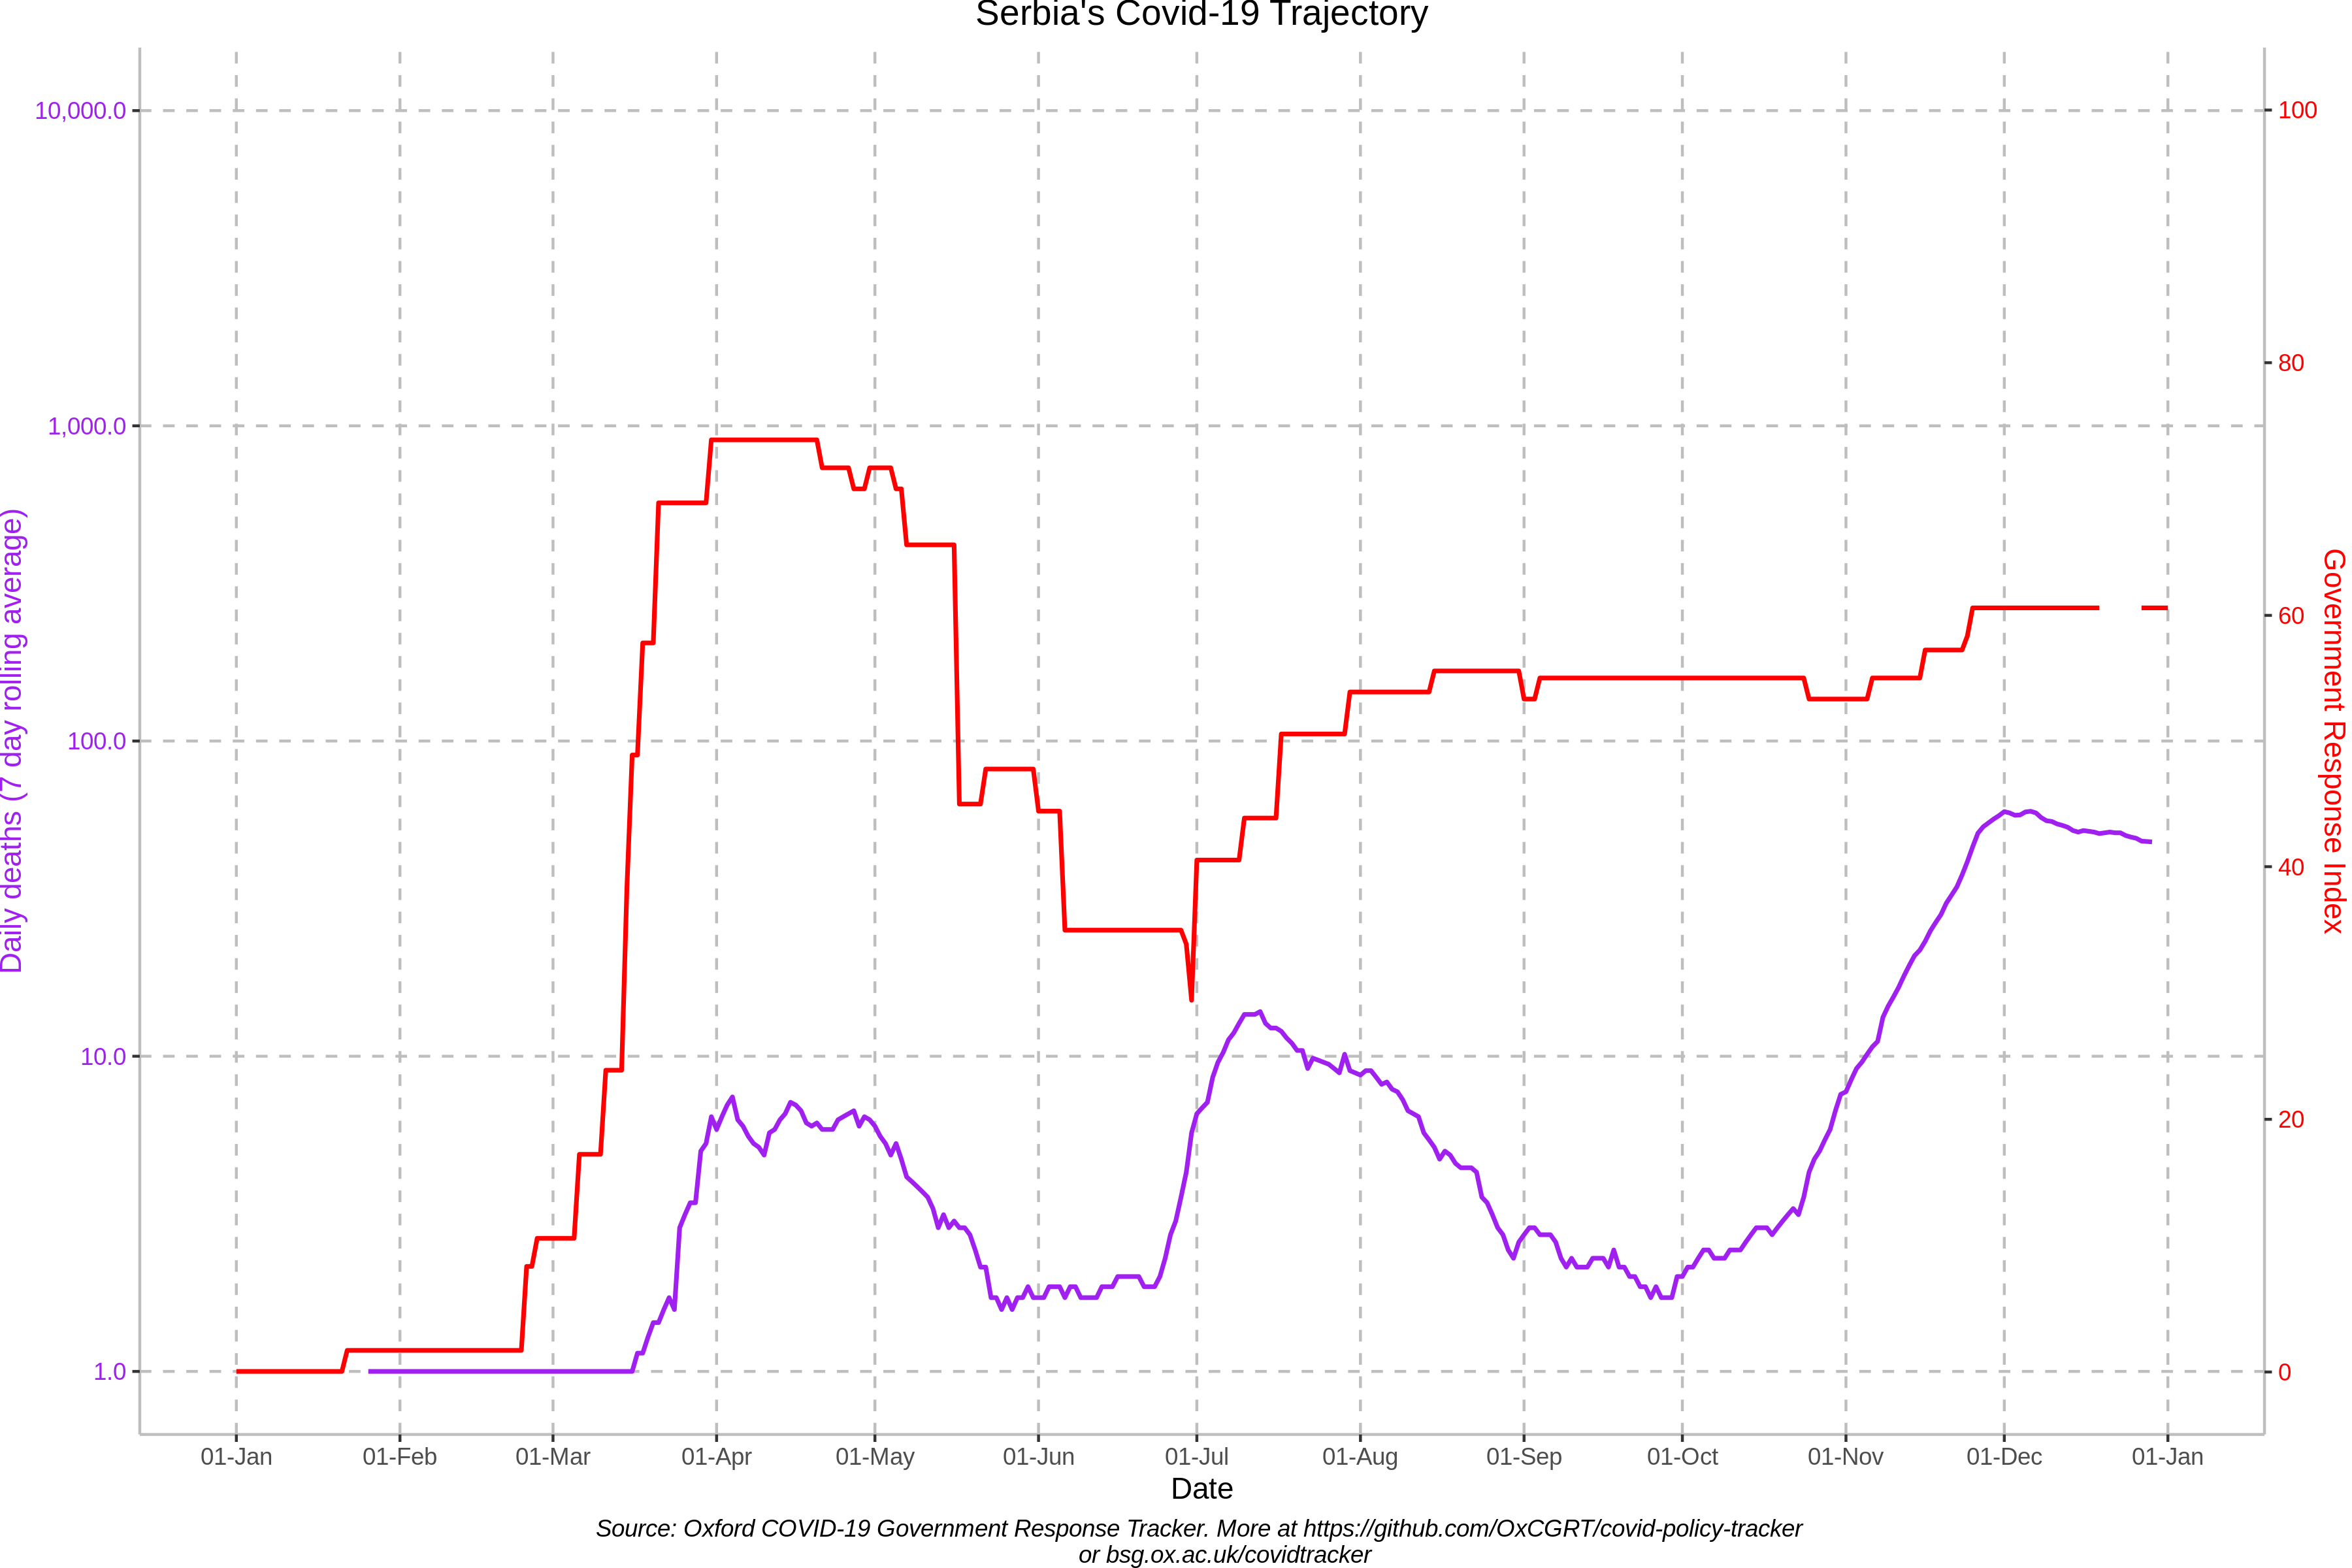 Serbia's Covid-19 Trajectory
10,000.0
1,000.0
100.0
10.0
1.0
Daily deaths (7 day rolling average)
100
80
60
40
20
0
Government Response Index
01-Jan 01-Feb 01-Mar 01-Apr 01-May 01-Jun 01-Jul 01-Aug 01-Sep 01-Oct 01-Nov 01-Dec 01-Jan
Date
Source: Oxford COVID-19 Government Response Tracker. More at https://github.com/OxCGRT/covid-policy-tracker
or bsg.ox.ac.uk/covidtracker